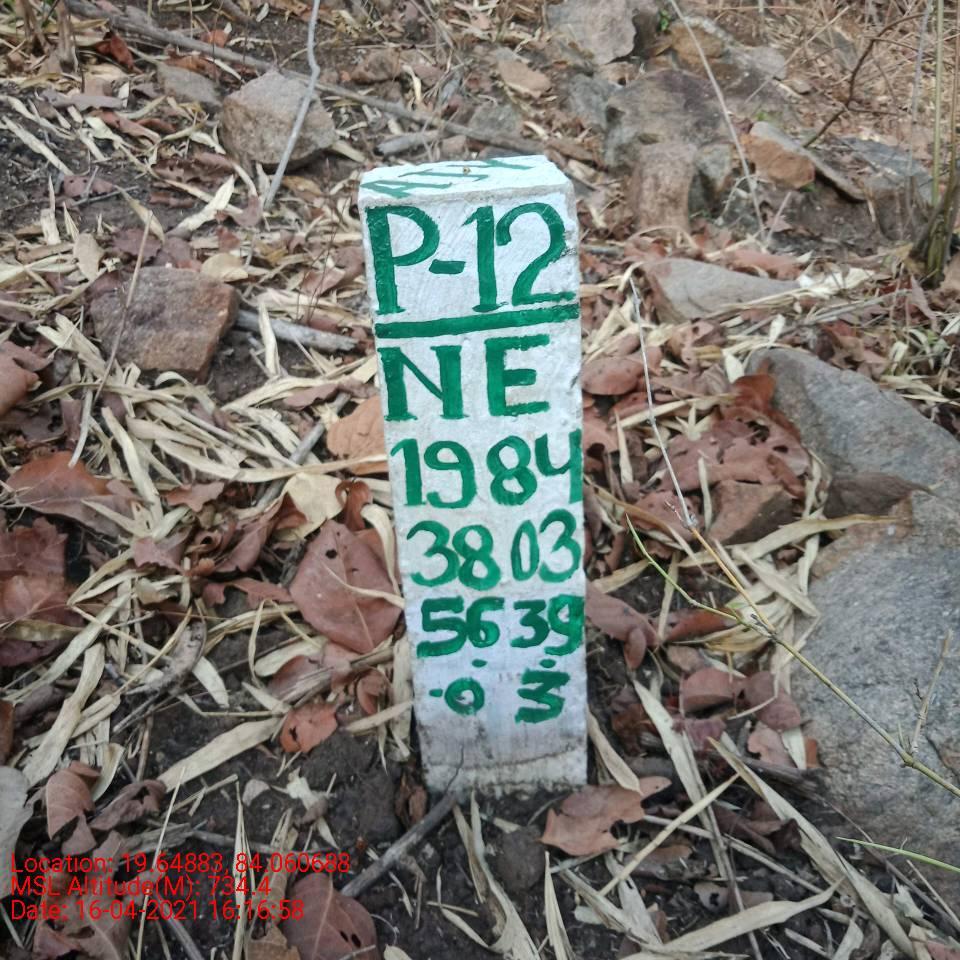 P-12
NE
1984
3803
5639
.0 3
Location: 19.64883, 84.060688
MSL Altitude(M): 734.4
Date: 16-04-2021 16:16:58